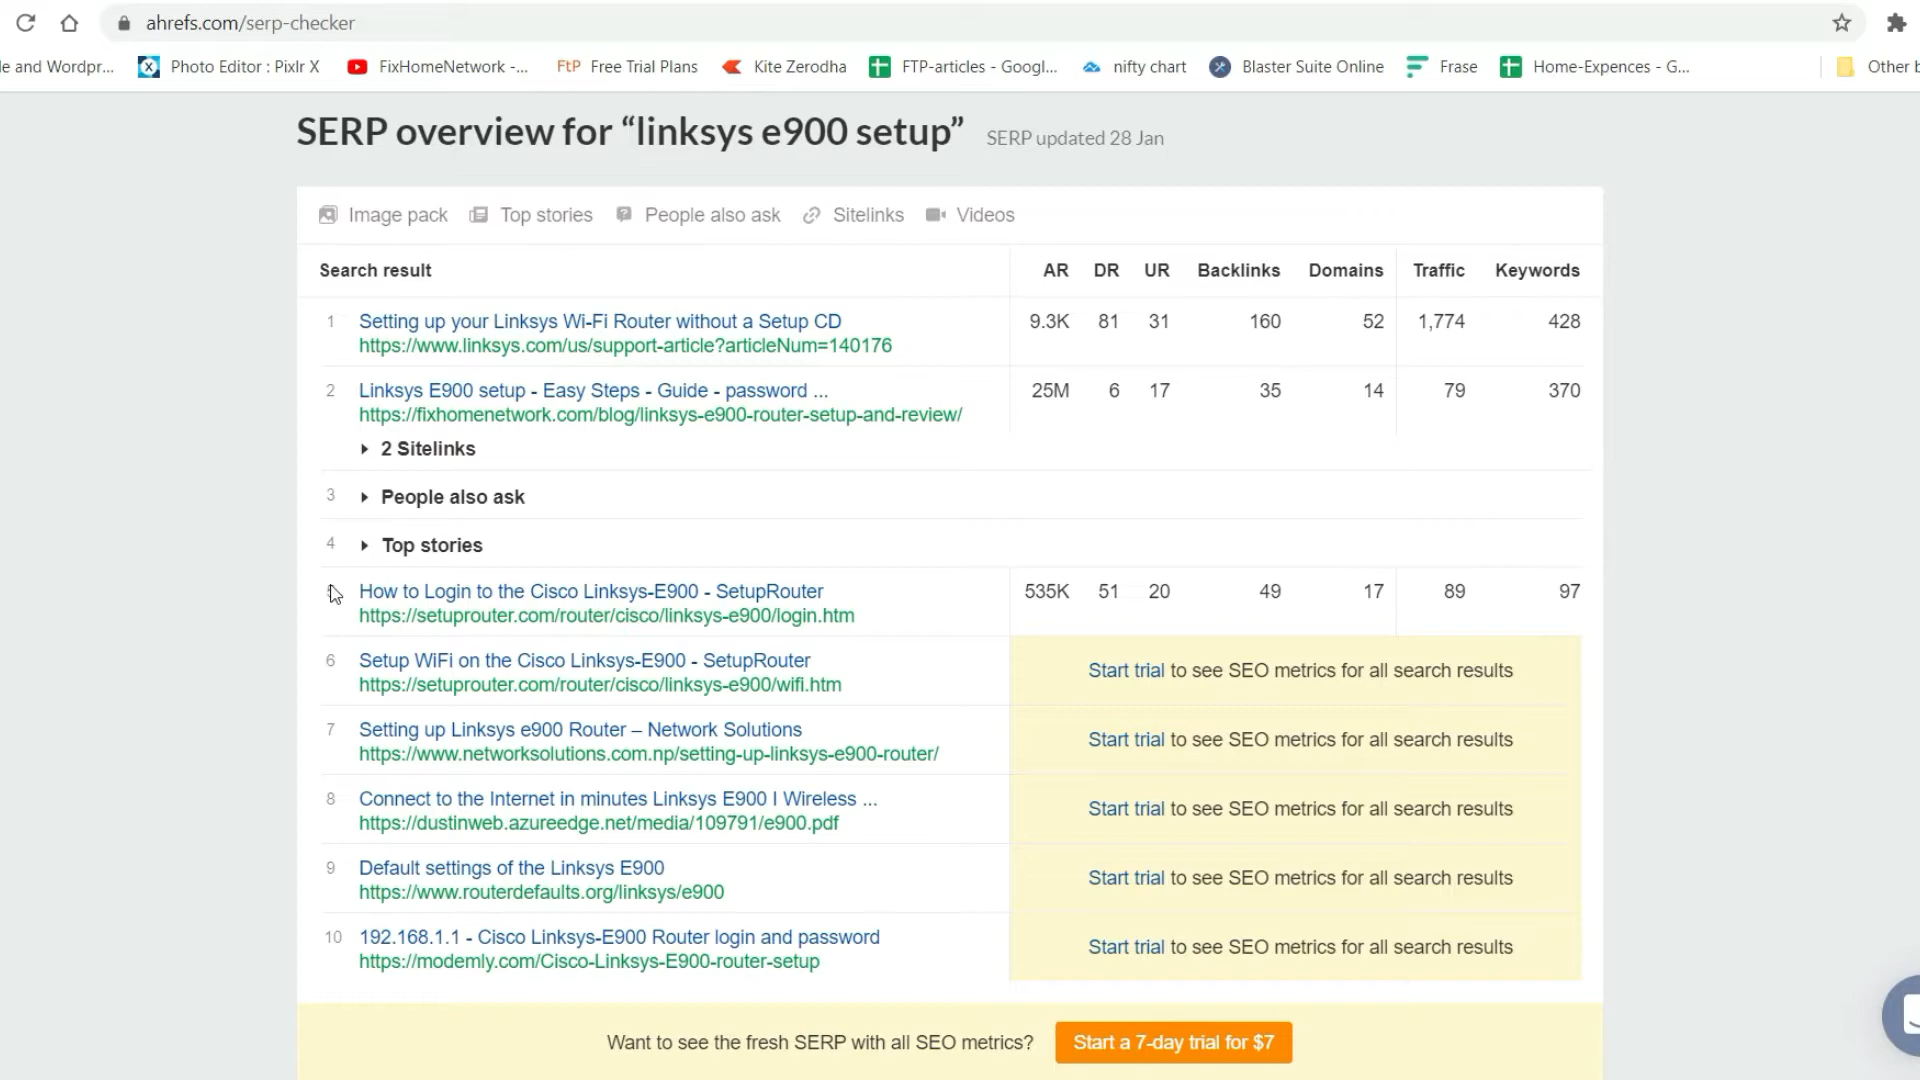 ahrefs.com/serp-checker
le and Wordpr... Photo Editor : Pixlr X FixHomeNetwork -... FtP Free Trial Plans Kite Zerodha FTP-articles - Googl... nifty chart Blaster Suite Online Frase Home-Expences - G... Other b
SERP overview for “linksys e900 setup” SERP updated 28 Jan
Image pack Top stories People also ask Sitelinks Videos
Search result AR DR UR Backlinks Domains Traffic Keywords
1 Setting up your Linksys Wi-Fi Router without a Setup CD 9.3K 81 31 160 52 1,774 428
https://www.linksys.com/us/support-article?articleNum=140176
2 Linksys E900 setup - Easy Steps - Guide - password ... 25M 6 17 35 14 79 370
https://fixhomenetwork.com/blog/linksys-e900-router-setup-and-review/
2 Sitelinks
3 People also ask
4 Top stories
How to Login to the Cisco Linksys-E900 - SetupRouter 535K 51 20 49 17 89 97
https://setuprouter.com/router/cisco/linksys-e900/login.htm
6 Setup WiFi on the Cisco Linksys-E900 - SetupRouter Start trial to see SEO metrics for all search results
https://setuprouter.com/router/cisco/linksys-e900/wifi.htm
7 Setting up Linksys e900 Router – Network Solutions Start trial to see SEO metrics for all search results
https://www.networksolutions.com.np/setting-up-linksys-e900-router/
8 Connect to the Internet in minutes Linksys E900 I Wireless ... Start trial to see SEO metrics for all search results
https://dustinweb.azureedge.net/media/109791/e900.pdf
9 Default settings of the Linksys E900 Start trial to see SEO metrics for all search results
https://www.routerdefaults.org/linksys/e900
10 192.168.1.1 - Cisco Linksys-E900 Router login and password Start trial to see SEO metrics for all search results
https://modemly.com/Cisco-Linksys-E900-router-setup
Want to see the fresh SERP with all SEO metrics? Start a 7-day trial for $7